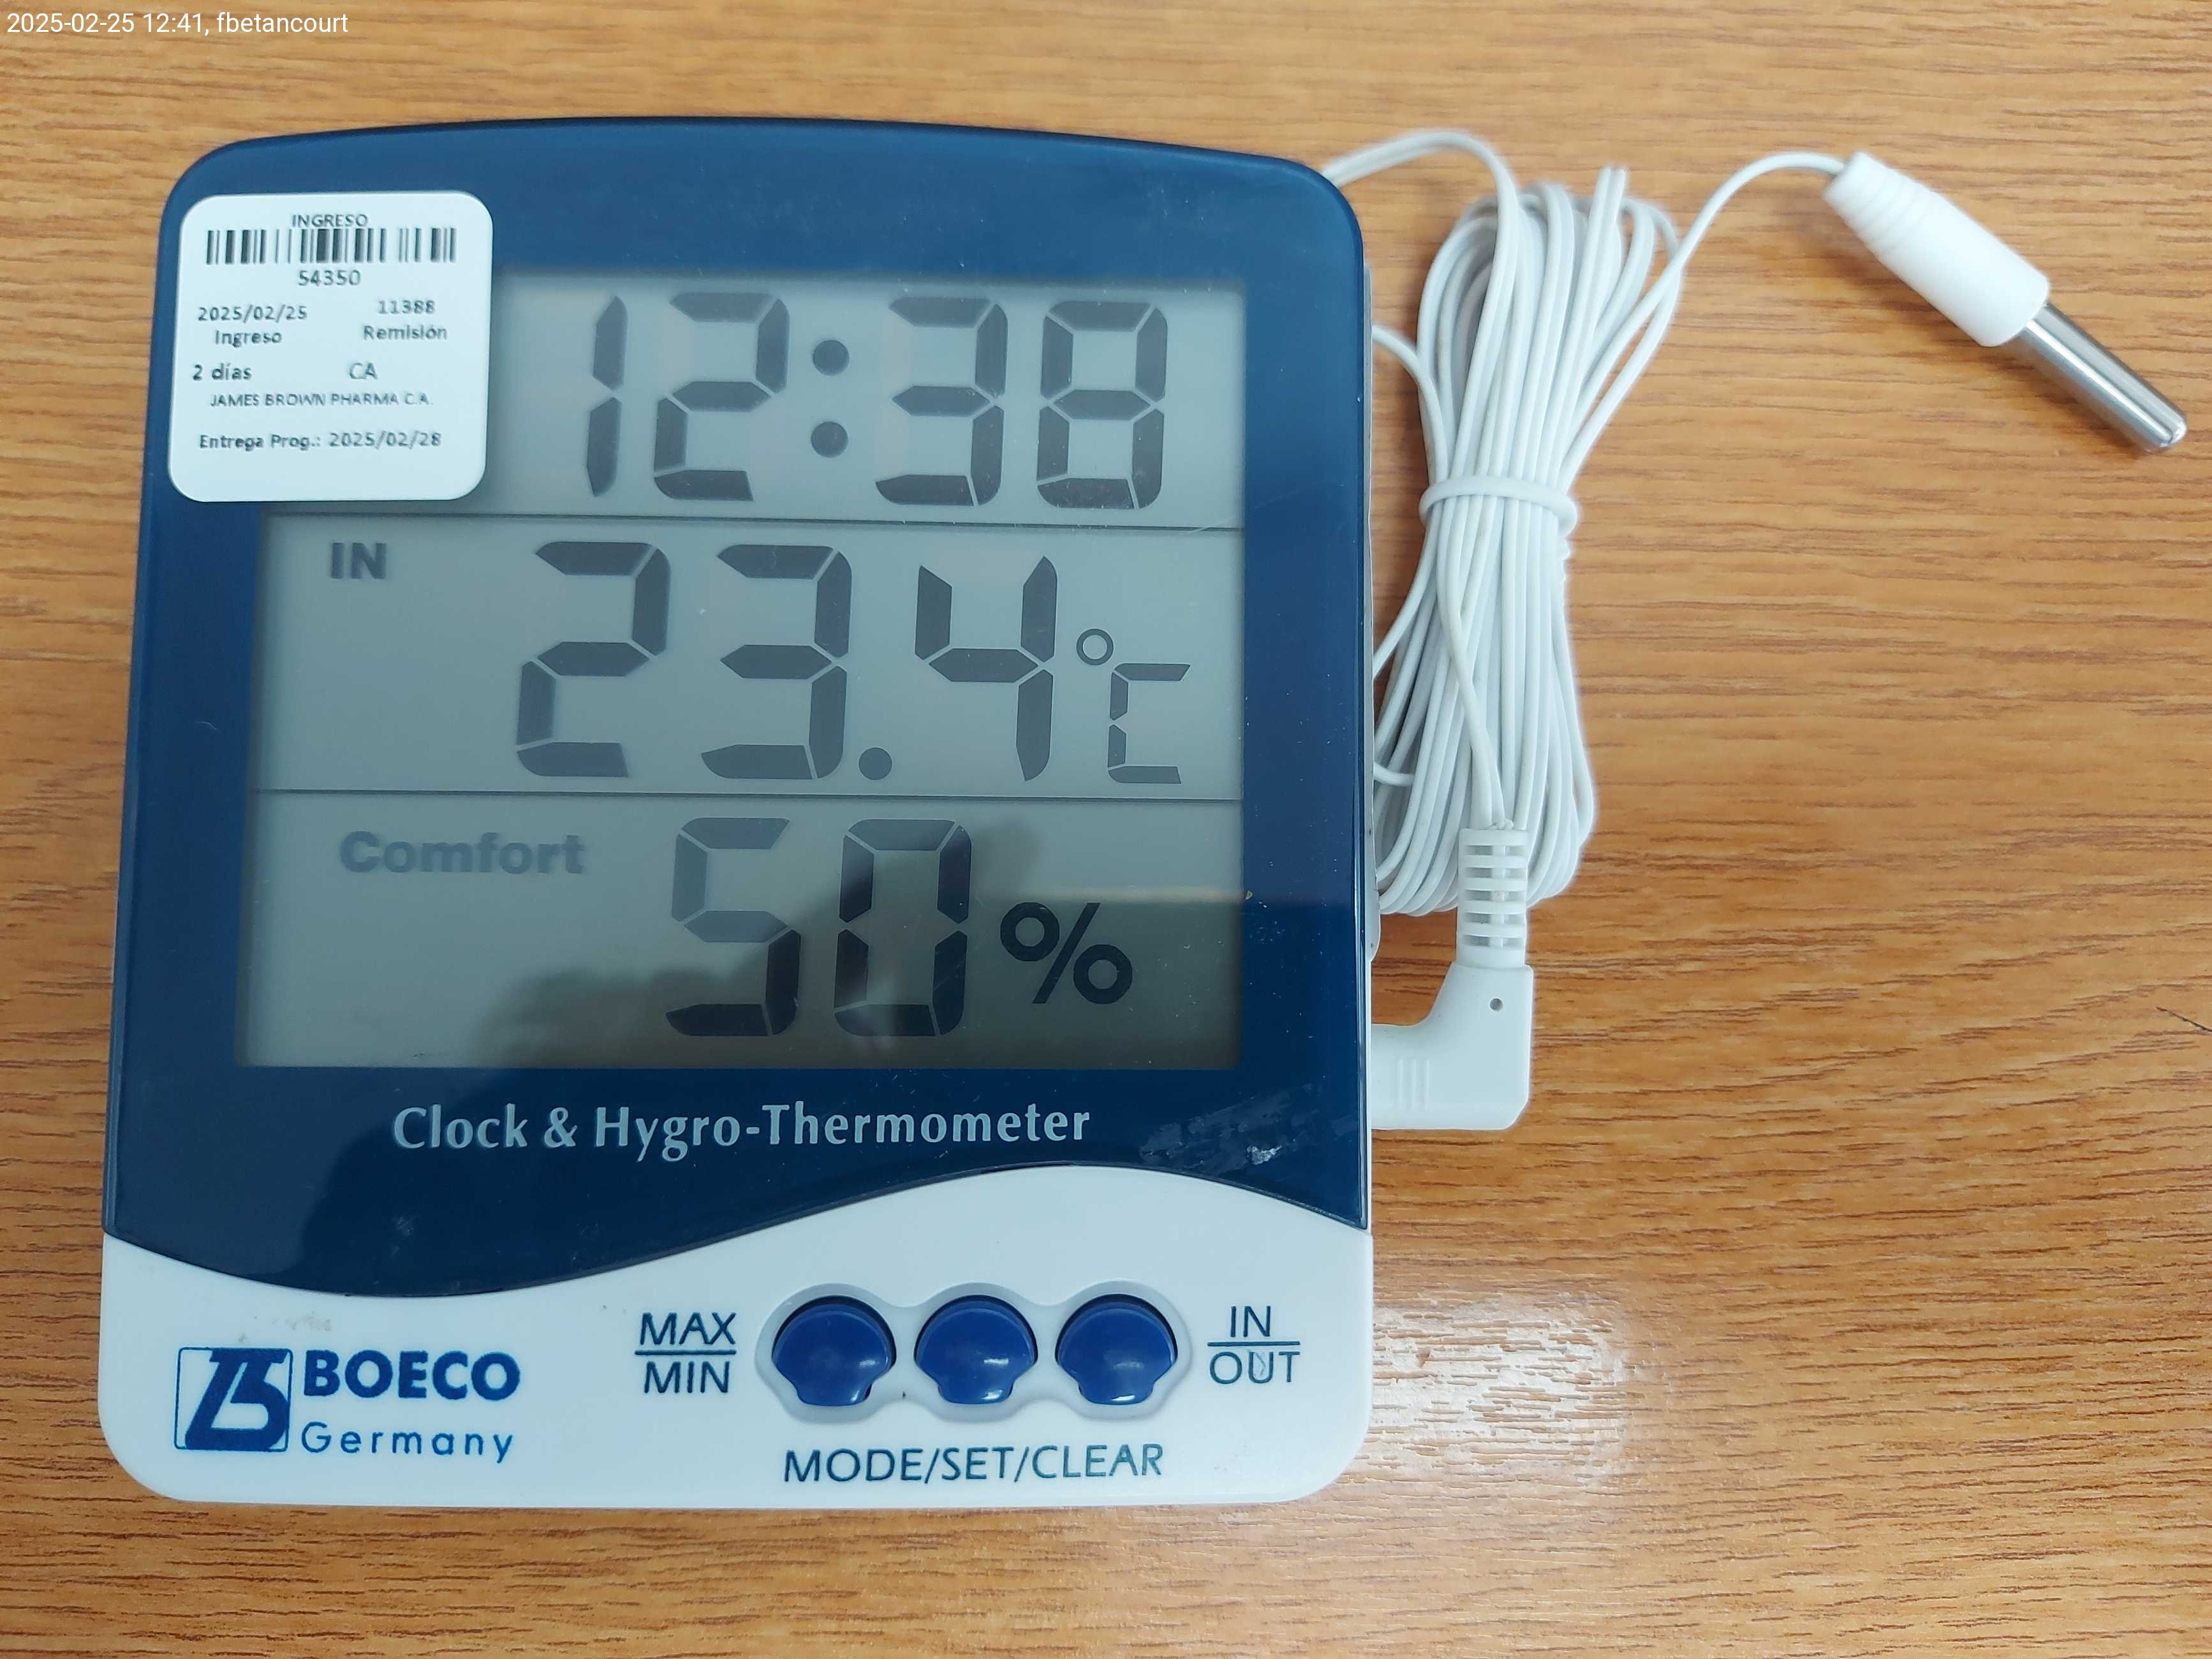 2025-02-25 12:41, fbetancourt
INGRESO
54350
2025/02/25 11388
Ingreso Remisión
2 días CA
JAMES BROWN PHARMA C.A.
Entrega Prog.: 2025/02/28
12:38
IN
23.4°C
Comfort
50%
Clock & Hygro-Thermometer
BOECO
Germany
MAX
MIN
IN
OUT
MODE/SET/CLEAR